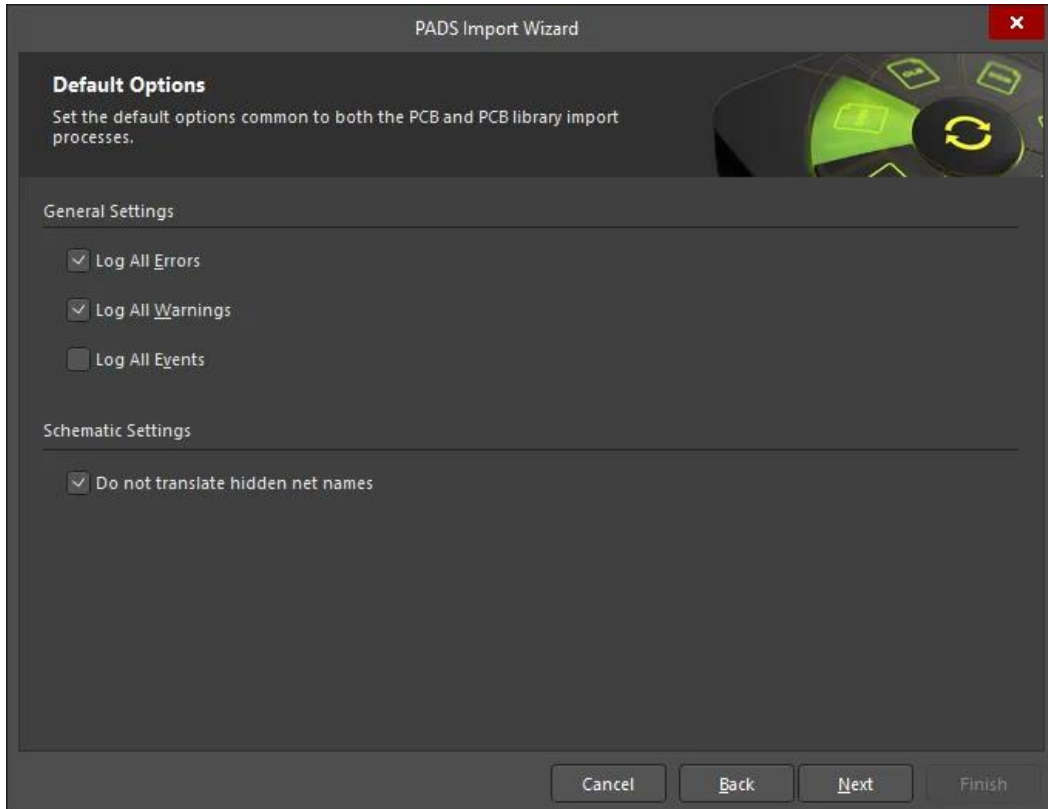 PADS Import Wizard
Default Options
Set the default options common to both the PCB and PCB library import
processes.
General Settings
Log All Errors
Log All Warnings
Log All Events
Schematic Settings
Do not translate hidden net names
Cancel
Back
Next
Finish